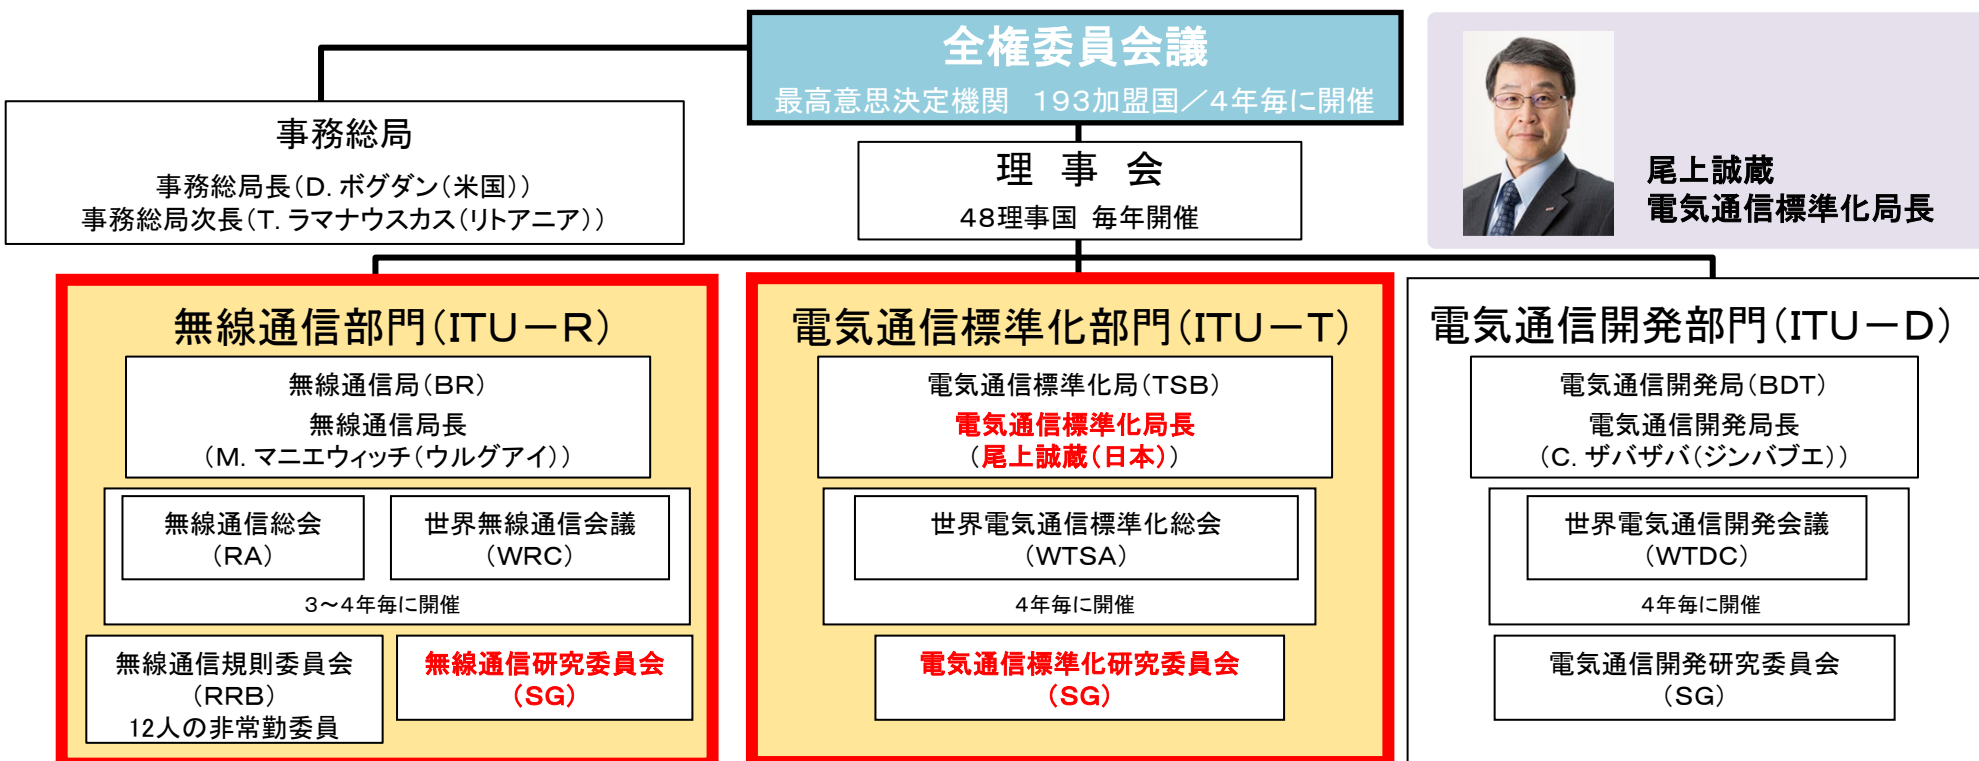 全権委員会議
最高意思決定機関　193加盟国／4年毎に開催
尾上誠蔵
電気通信標準化局長
事務総局
事務総局長（D. ボグダン（米国））
事務総局次長（T. ラマナウスカス（リトアニア））
理　事　会
48理事国 毎年開催
無線通信部門（ITU－R）
無線通信局（BR）
無線通信局長
（M. マニエウィッチ（ウルグアイ））
無線通信総会
（RA）
世界無線通信会議
（WRC）
3～4年毎に開催
無線通信規則委員会
（RRB）
12人の非常勤委員
無線通信研究委員会
（SG）
電気通信標準化部門（ITU－T）
電気通信標準化局（TSB）
電気通信標準化局長
（尾上誠蔵（日本））
世界電気通信標準化総会
（WTSA）
4年毎に開催
電気通信標準化研究委員会
（SG）
電気通信開発部門（ITU－D）
電気通信開発局（BDT）
電気通信開発局長
（C. ザバザバ（ジンバブエ））
世界電気通信開発会議
（WTDC）
4年毎に開催
電気通信開発研究委員会
（SG）